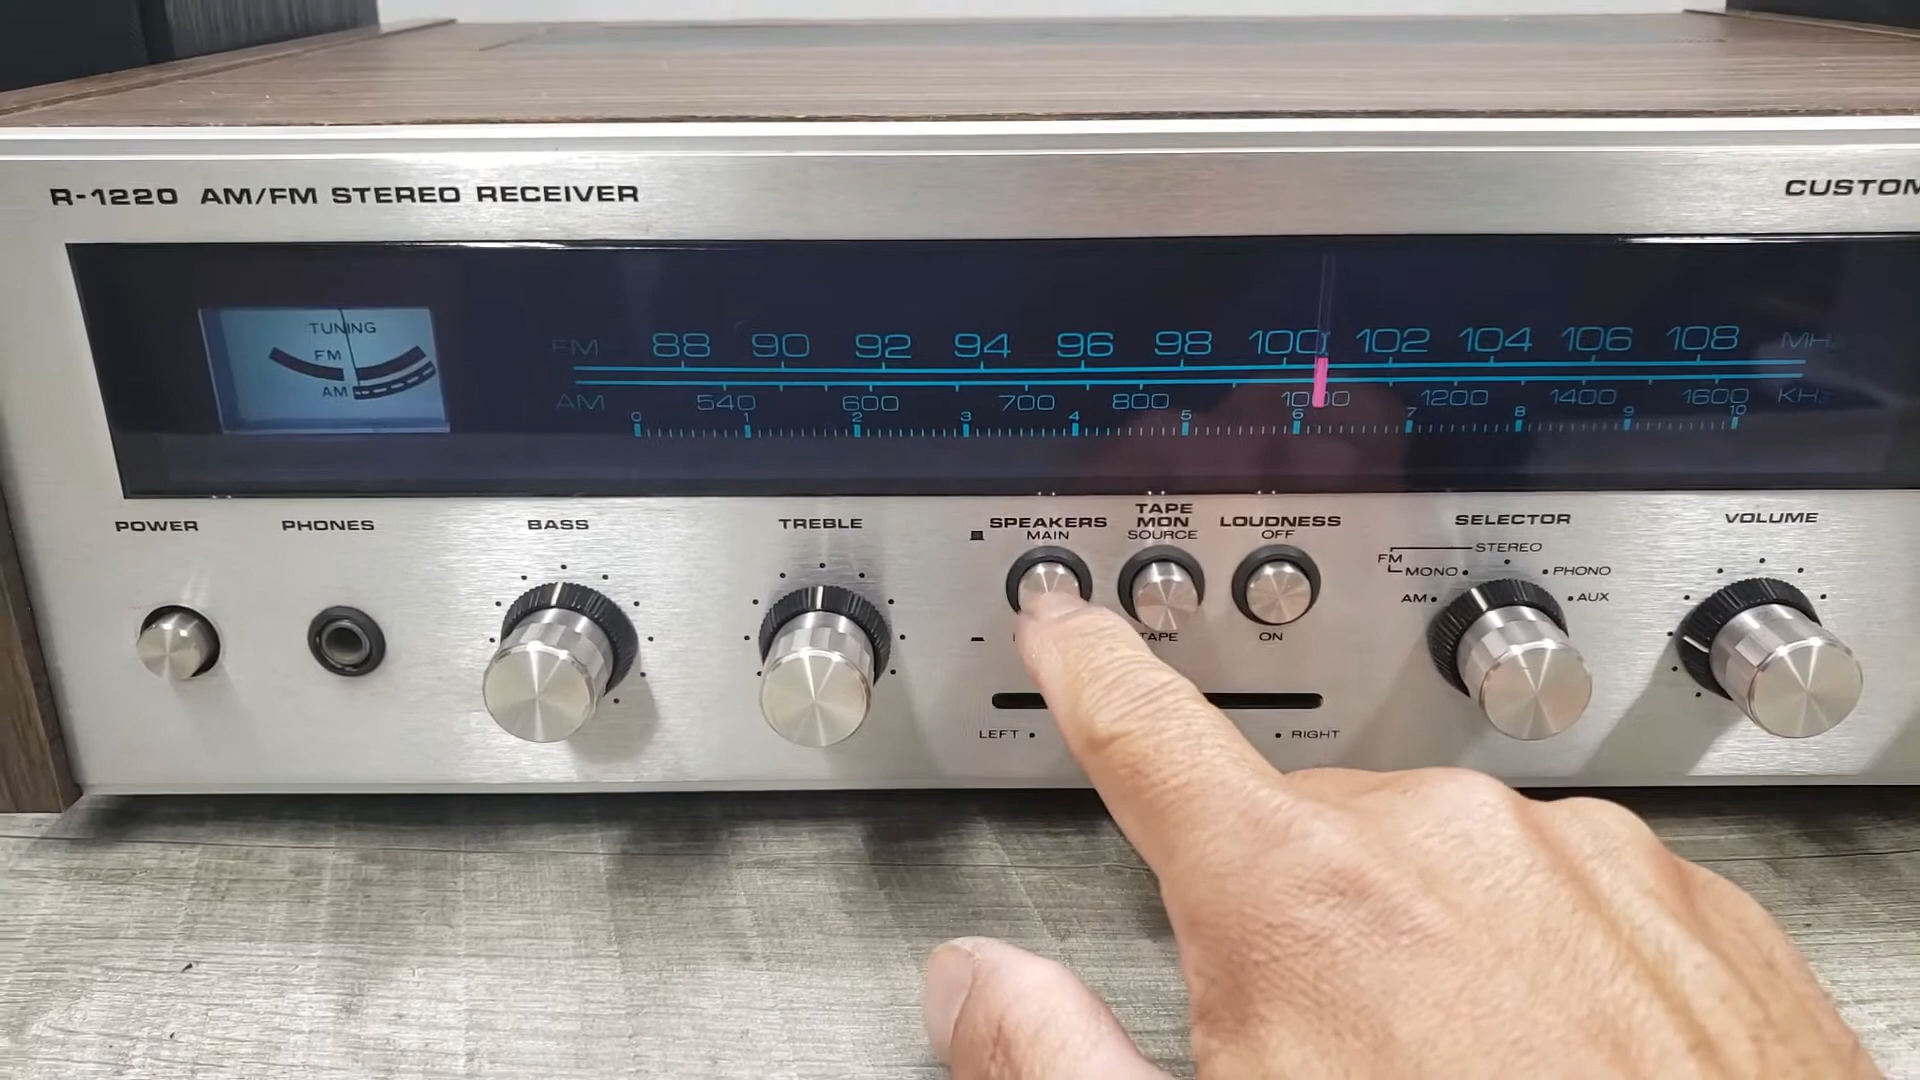 R-1220 AM/FM STEREO RECEIVER
CUSTOM
TUNING
FM
AM
FM 88 90 92 94 96 98 100 102 104 106 108 MHz
AM 540 600 700 800 1000 1200 1400 1600 KHz
0 1 2 3 4 5 6 7 8 9 10
POWER
PHONES
BASS
TREBLE
SPEAKERS
MAIN
TAPE
MON
SOURCE
TAPE
LOUDNESS
OFF
ON
LEFT
RIGHT
SELECTOR
FM
STEREO
MONO
PHONO
AM
AUX
VOLUME